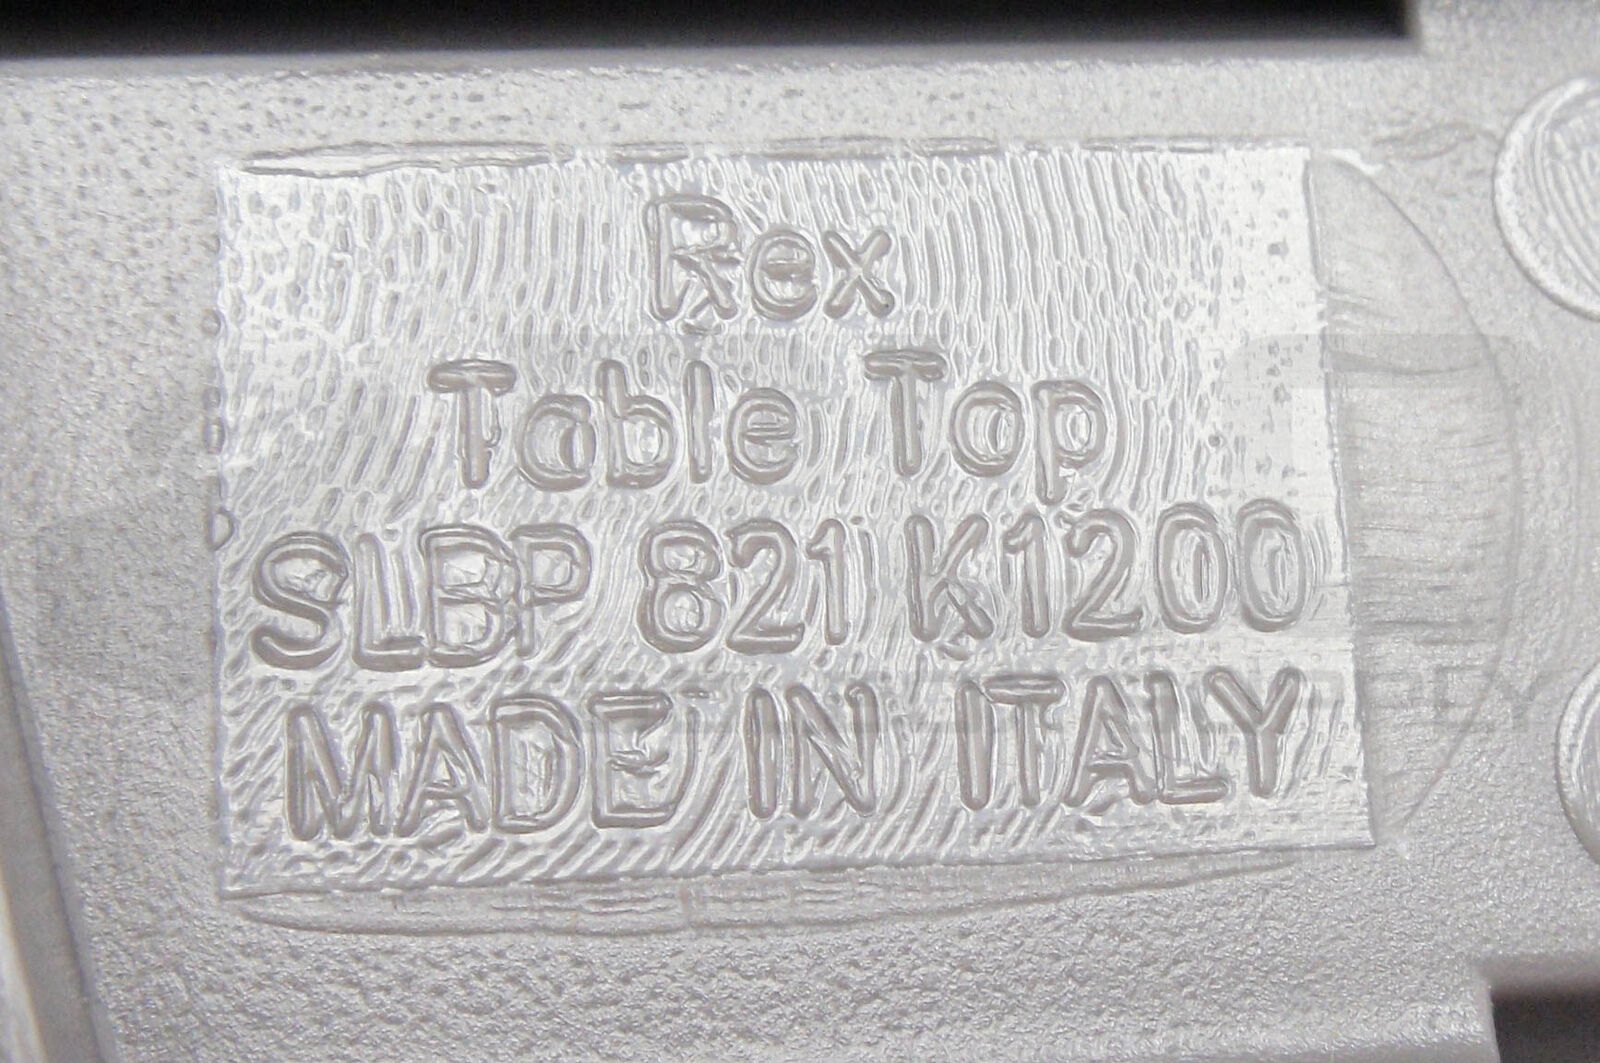 Rex
Table Top
SLBP 821 K1200
MADE IN ITALY